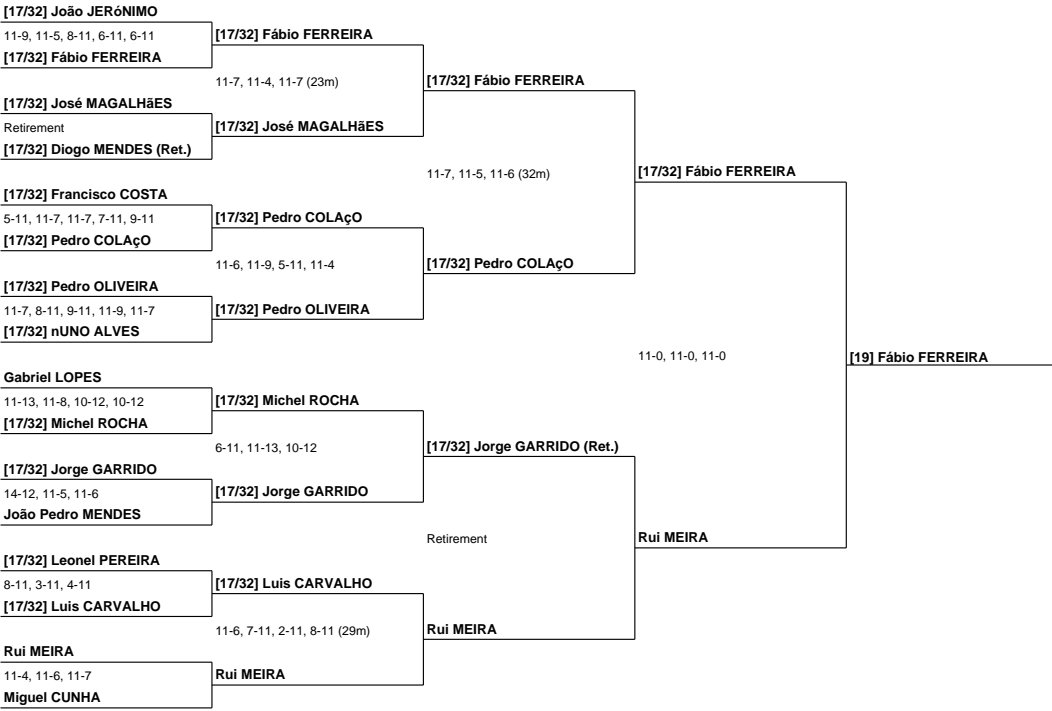 [17/32] João JERóNIMO
11-9, 11-5, 8-11, 6-11, 6-11
[17/32] Fábio FERREIRA
[17/32] José MAGALHãES
Retirement
[17/32] Diogo MENDES (Ret.)
[17/32] Francisco COSTA
5-11, 11-7, 11-7, 7-11, 9-11
[17/32] Pedro COLAçO
[17/32] Pedro OLIVEIRA
11-7, 8-11, 9-11, 11-9, 11-7
[17/32] nUNO ALVES
Gabriel LOPES
11-13, 11-8, 10-12, 10-12
[17/32] Michel ROCHA
[17/32] Jorge GARRIDO
14-12, 11-5, 11-6
João Pedro MENDES
[17/32] Leonel PEREIRA
8-11, 3-11, 4-11
[17/32] Luis CARVALHO
Rui MEIRA
11-4, 11-6, 11-7
Miguel CUNHA
[17/32] Fábio FERREIRA
11-7, 11-4, 11-7 (23m)
[17/32] José MAGALHãES
[17/32] Pedro COLAçO
11-6, 11-9, 5-11, 11-4
[17/32] Pedro OLIVEIRA
[17/32] Michel ROCHA
6-11, 11-13, 10-12
[17/32] Jorge GARRIDO
[17/32] Luis CARVALHO
11-6, 7-11, 2-11, 8-11 (29m)
Rui MEIRA
[17/32] Fábio FERREIRA
11-7, 11-5, 11-6 (32m)
[17/32] Pedro COLAçO
[17/32] Jorge GARRIDO (Ret.)
Retirement
Rui MEIRA
[17/32] Fábio FERREIRA
11-0, 11-0, 11-0
Rui MEIRA
[19] Fábio FERREIRA